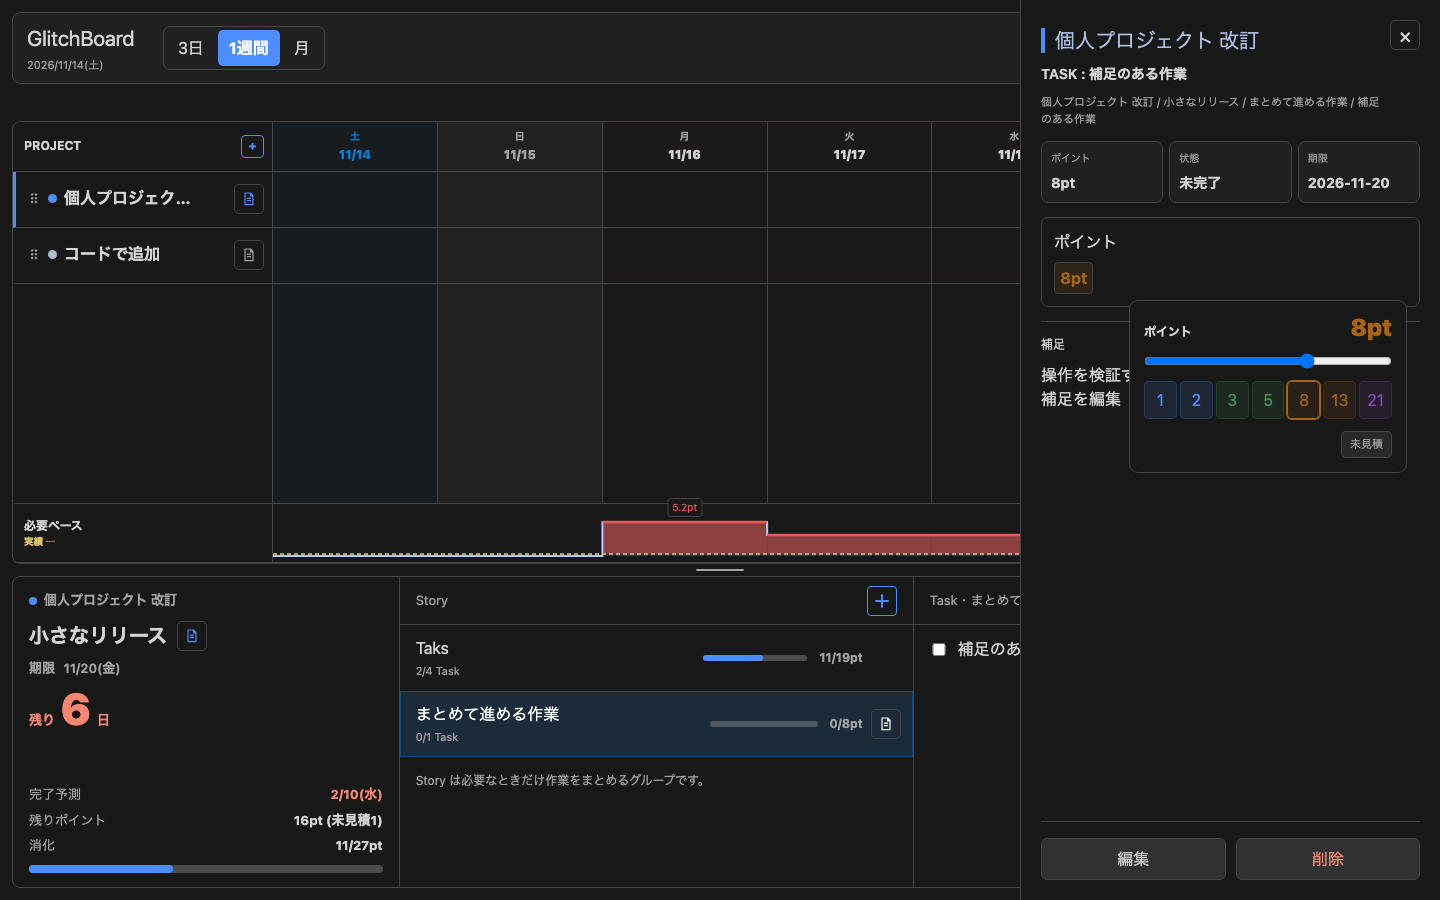 GlitchBoard
2026/11/14(土)
3日 1週間 月
PROJECT
土
11/14
日
11/15
月
11/16
火
11/17
水
個人プロジェク...
コードで追加
必要ペース
実績
5.2pt
個人プロジェクト 改訂
小さなリリース
期限 11/20(金)
残り 6 日
完了予測 2/10(水)
残りポイント 16pt (未見積1)
消化 11/27pt
Story
Taks
2/4 Task
11/19pt
まとめて進める作業
0/1 Task
0/8pt
Story は必要なときだけ作業をまとめるグループです。
Task・まとめて
補足のあ
個人プロジェクト 改訂
×
TASK : 補足のある作業
個人プロジェクト 改訂 / 小さなリリース / まとめて進める作業 / 補足
のある作業
ポイント
8pt
状態
未完了
期限
2026-11-20
ポイント
8pt
補足
操作を検証す
補足を編集
ポイント 8pt
1 2 3 5 8 13 21
未見積
編集 削除